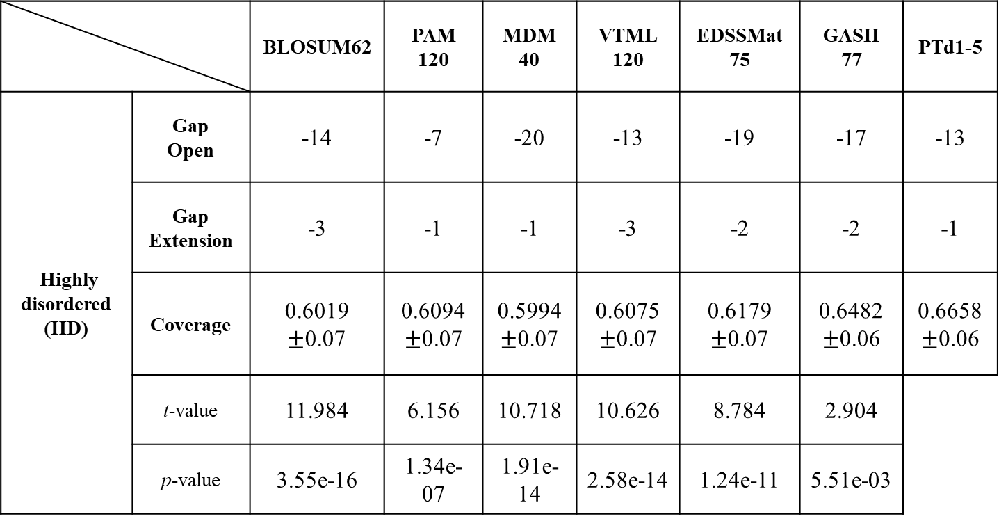 BLOSUM62 PAM 120 MDM 40 VTML 120 EDSSMat 75 GASH 77 PTd1-5
Highly disordered (HD)
Gap Open -14 -7 -20 -13 -19 -17 -13
Gap Extension -3 -1 -1 -3 -2 -2 -1
Coverage 0.6019 ±0.07 0.6094 ±0.07 0.5994 ±0.07 0.6075 ±0.07 0.6179 ±0.07 0.6482 ±0.06 0.6658 ±0.06
t-value 11.984 6.156 10.718 10.626 8.784 2.904
p-value 3.55e-16 1.34e-07 1.91e-14 2.58e-14 1.24e-11 5.51e-03